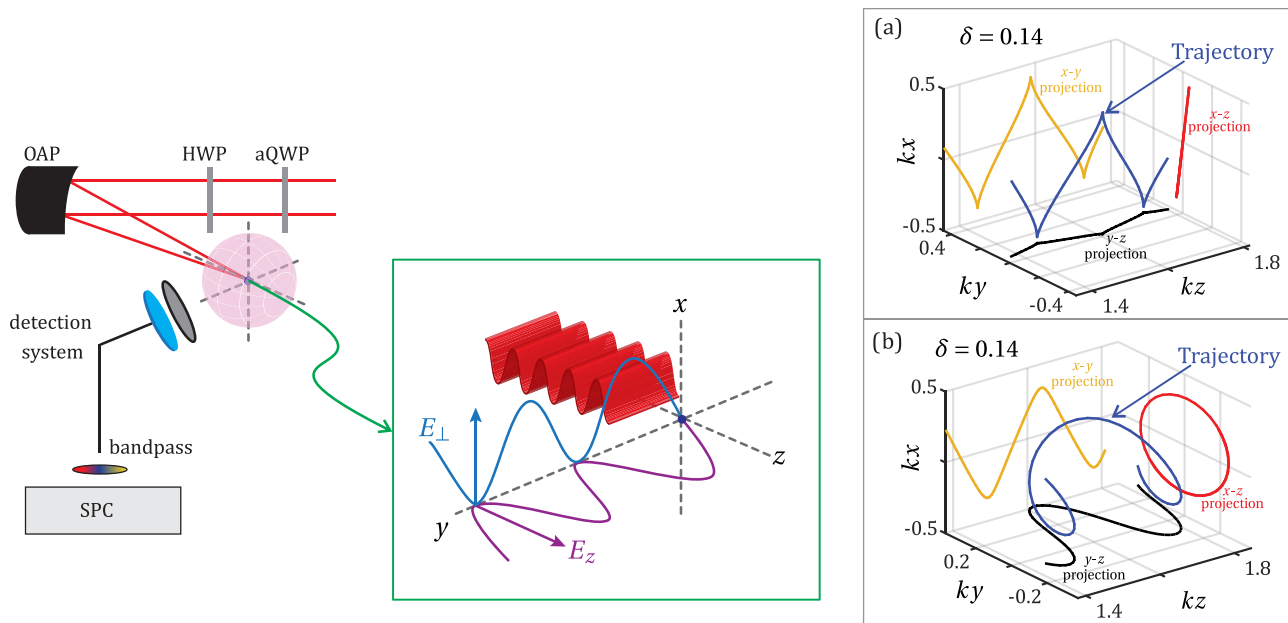 OAP
HWP
aQWP
detection
system
bandpass
SPC
E⊥
y
E_z
x
z
(a)
δ = 0.14
Trajectory
x-y
projection
x-z
projection
y-z
projection
0.5
kx
-0.5
0.4
ky
-0.4
1.4
kz
1.8
(b)
δ = 0.14
Trajectory
x-y
projection
x-z
projection
y-z
projection
0.5
kx
-0.5
0.2
ky
-0.2
1.4
kz
1.8